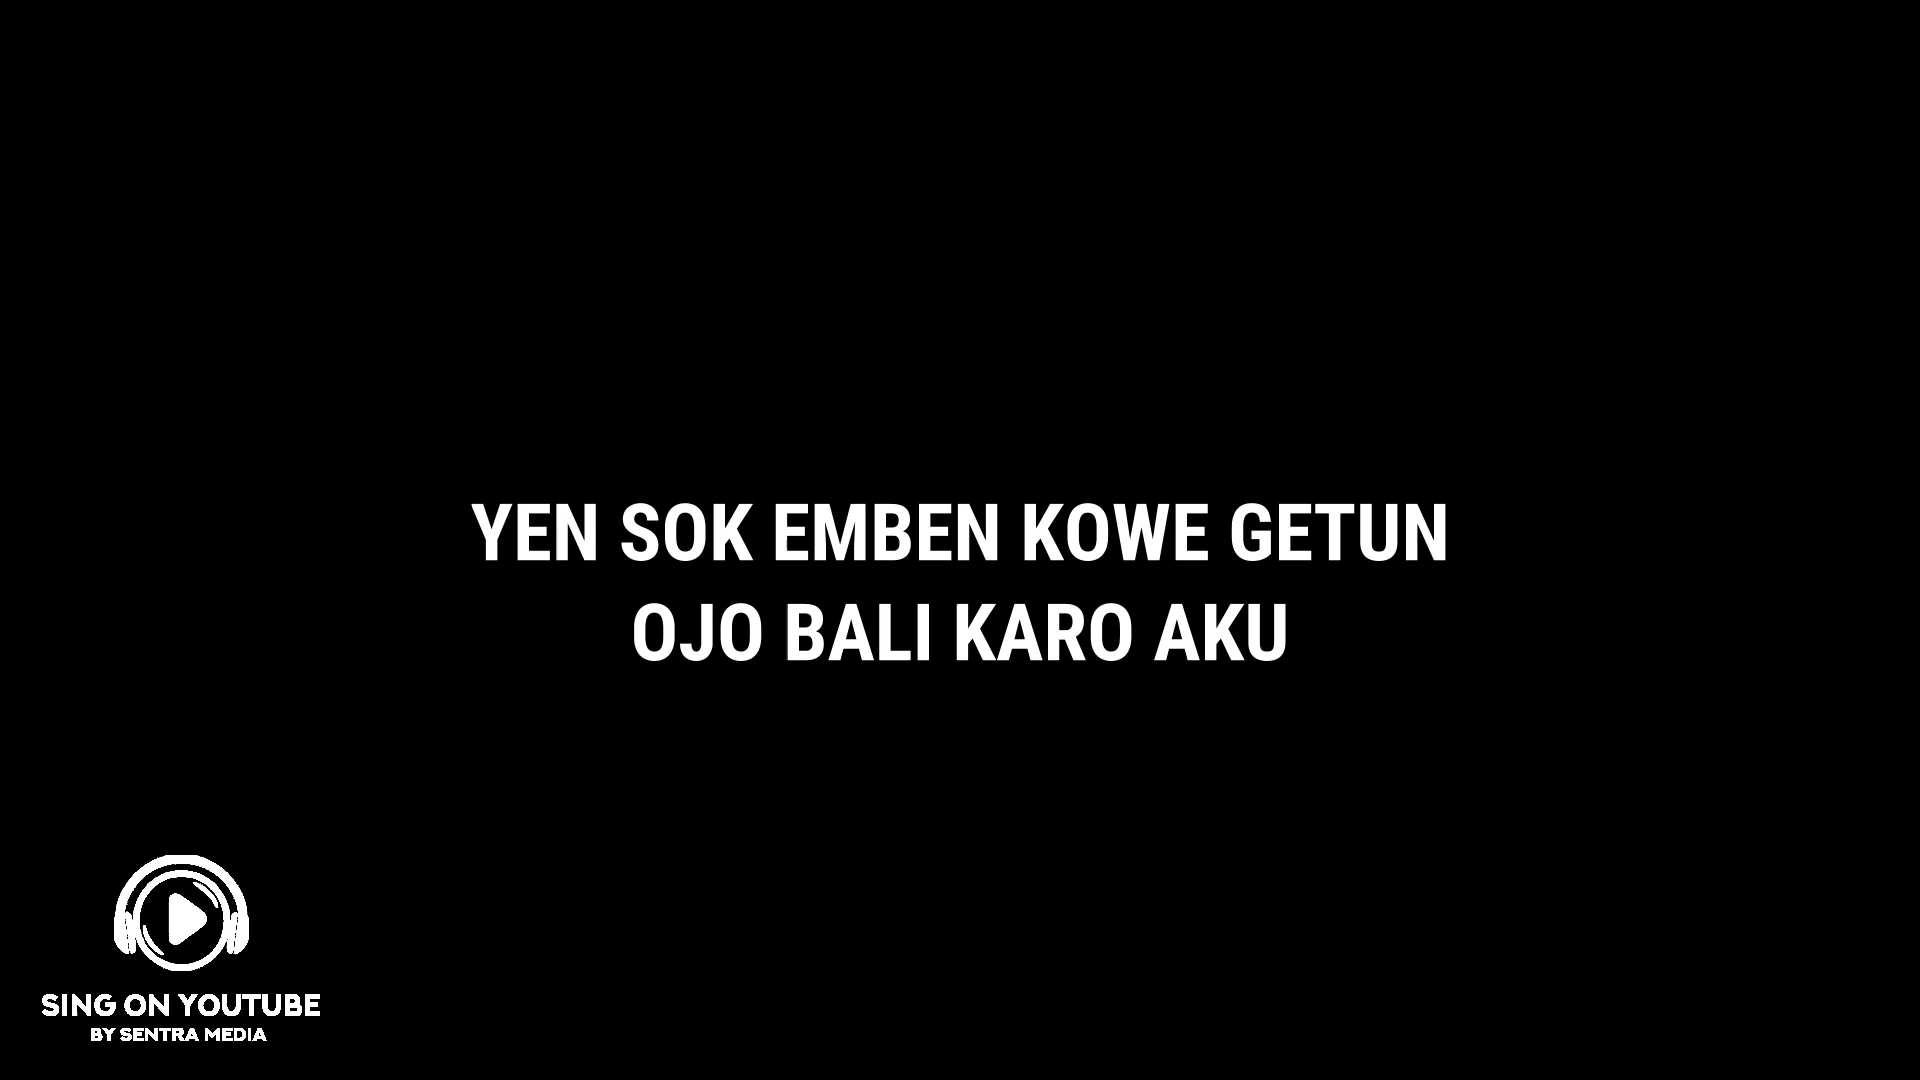 YEN SOK EMBEN KOWE GETUN
OJO BALI KARO AKU
SING ON YOUTUBE
BY SENTRA MEDIA